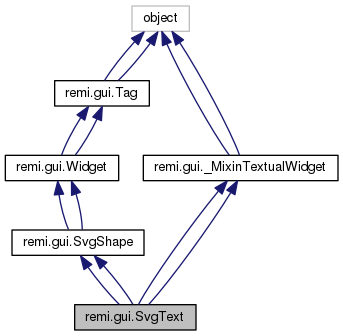 object
remi.gui.Tag
remi.gui.Widget
remi.gui._MixinTextualWidget
remi.gui.SvgShape
remi.gui.SvgText